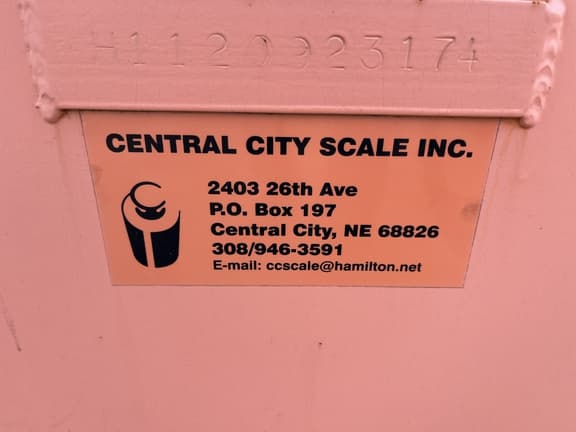 H1120923174
CENTRAL CITY SCALE INC.
2403 26th Ave
P.O. Box 197
Central City, NE 68826
308/946-3591
E-mail: ccscale@hamilton.net